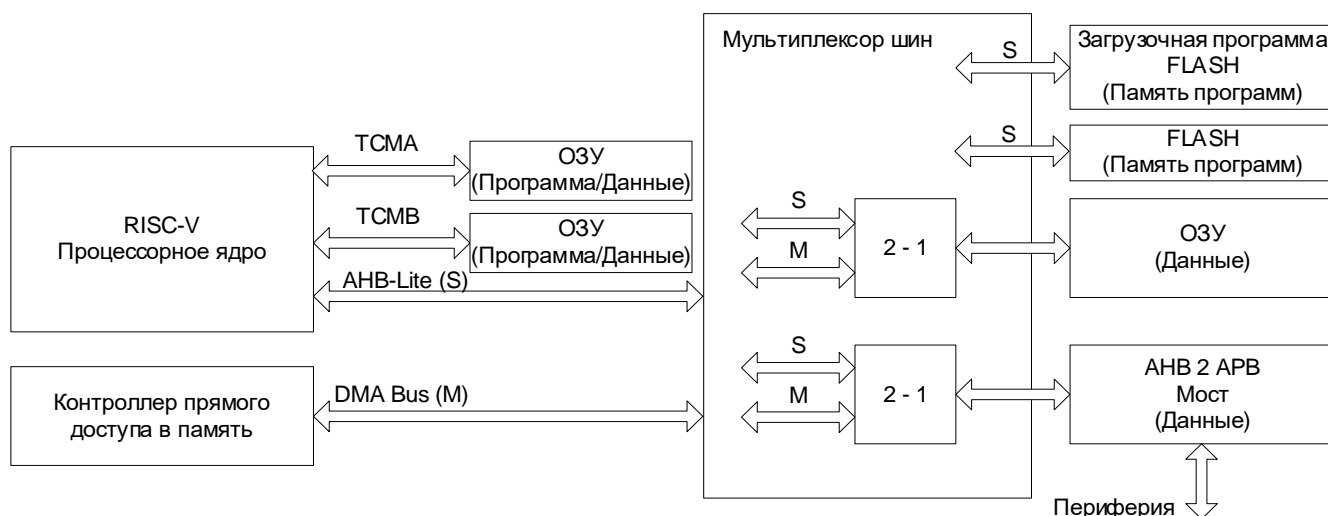 Мультиплексор шин
S
Загрузочная программа
FLASH
(Память программ)
TCMA
ОЗУ
(Программа/Данные)
S
FLASH
(Память программ)
RISC-V
Процессорное ядро
TCMB
ОЗУ
(Программа/Данные)
AHB-Lite (S)
S
M
2 - 1
ОЗУ
(Данные)
Контроллер прямого
доступа в память
DMA Bus (M)
S
M
2 - 1
AHB 2 APB
Мост
(Данные)
Периферия